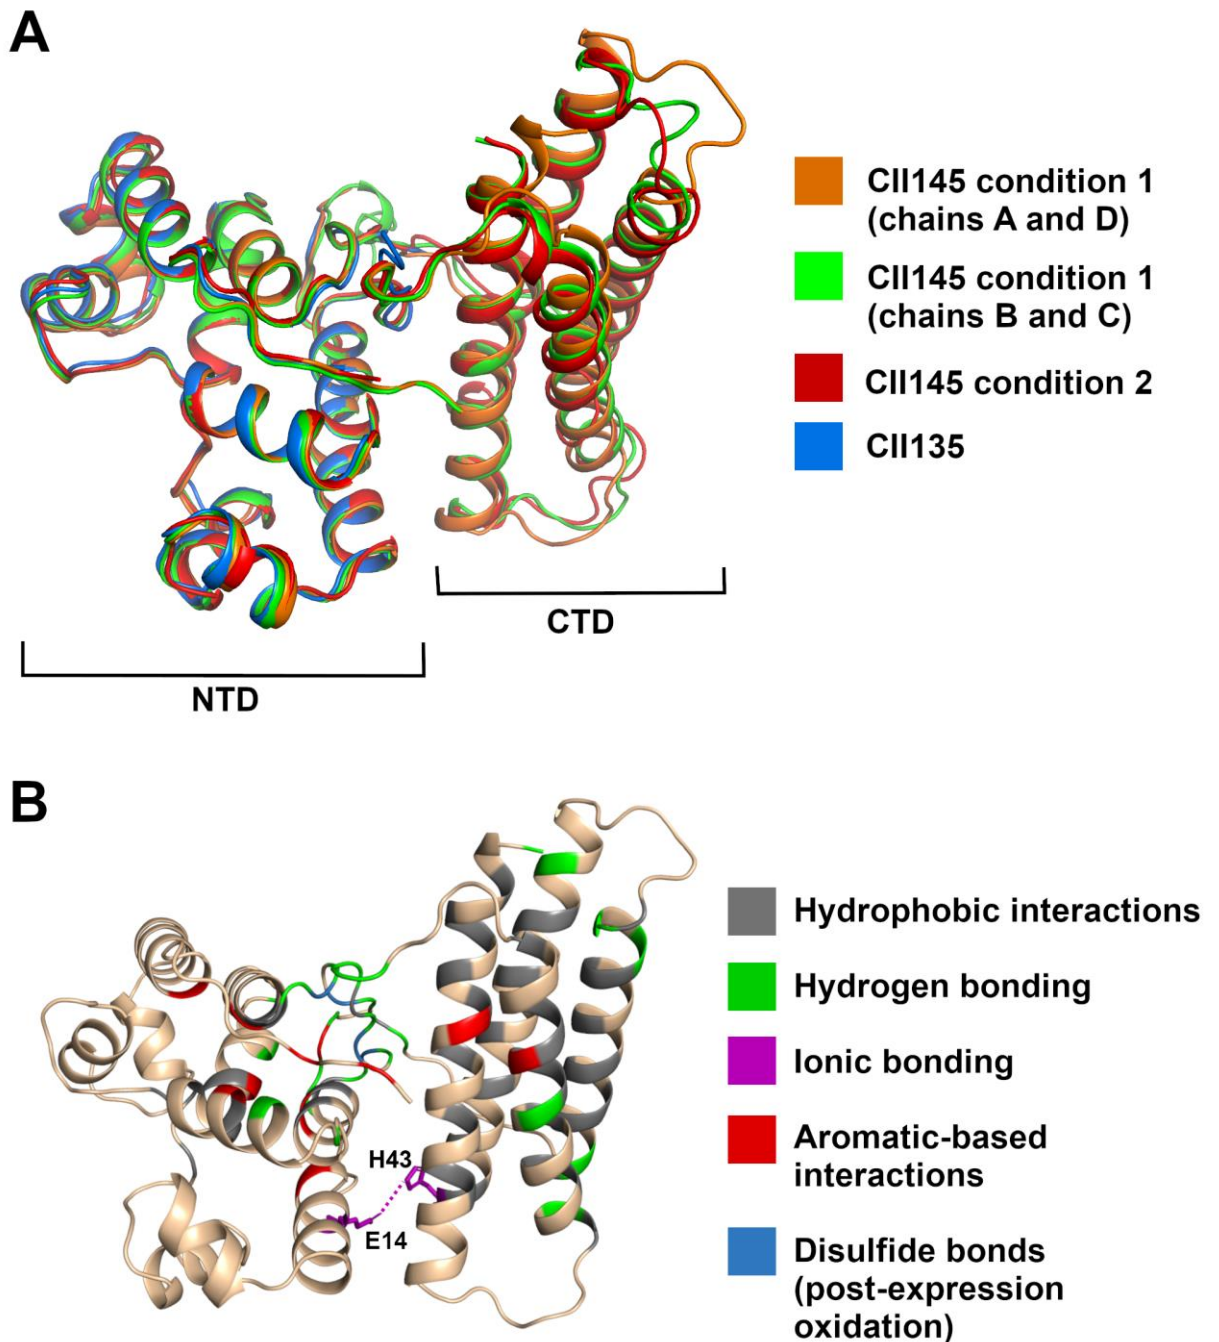 A
CII145 condition 1
(chains A and D)
CII145 condition 1
(chains B and C)
CII145 condition 2
CII135
CTD
NTD
B
Hydrophobic interactions
Hydrogen bonding
Ionic bonding
Aromatic-based
interactions
H43
E14
Disulfide bonds
(post-expression
oxidation)